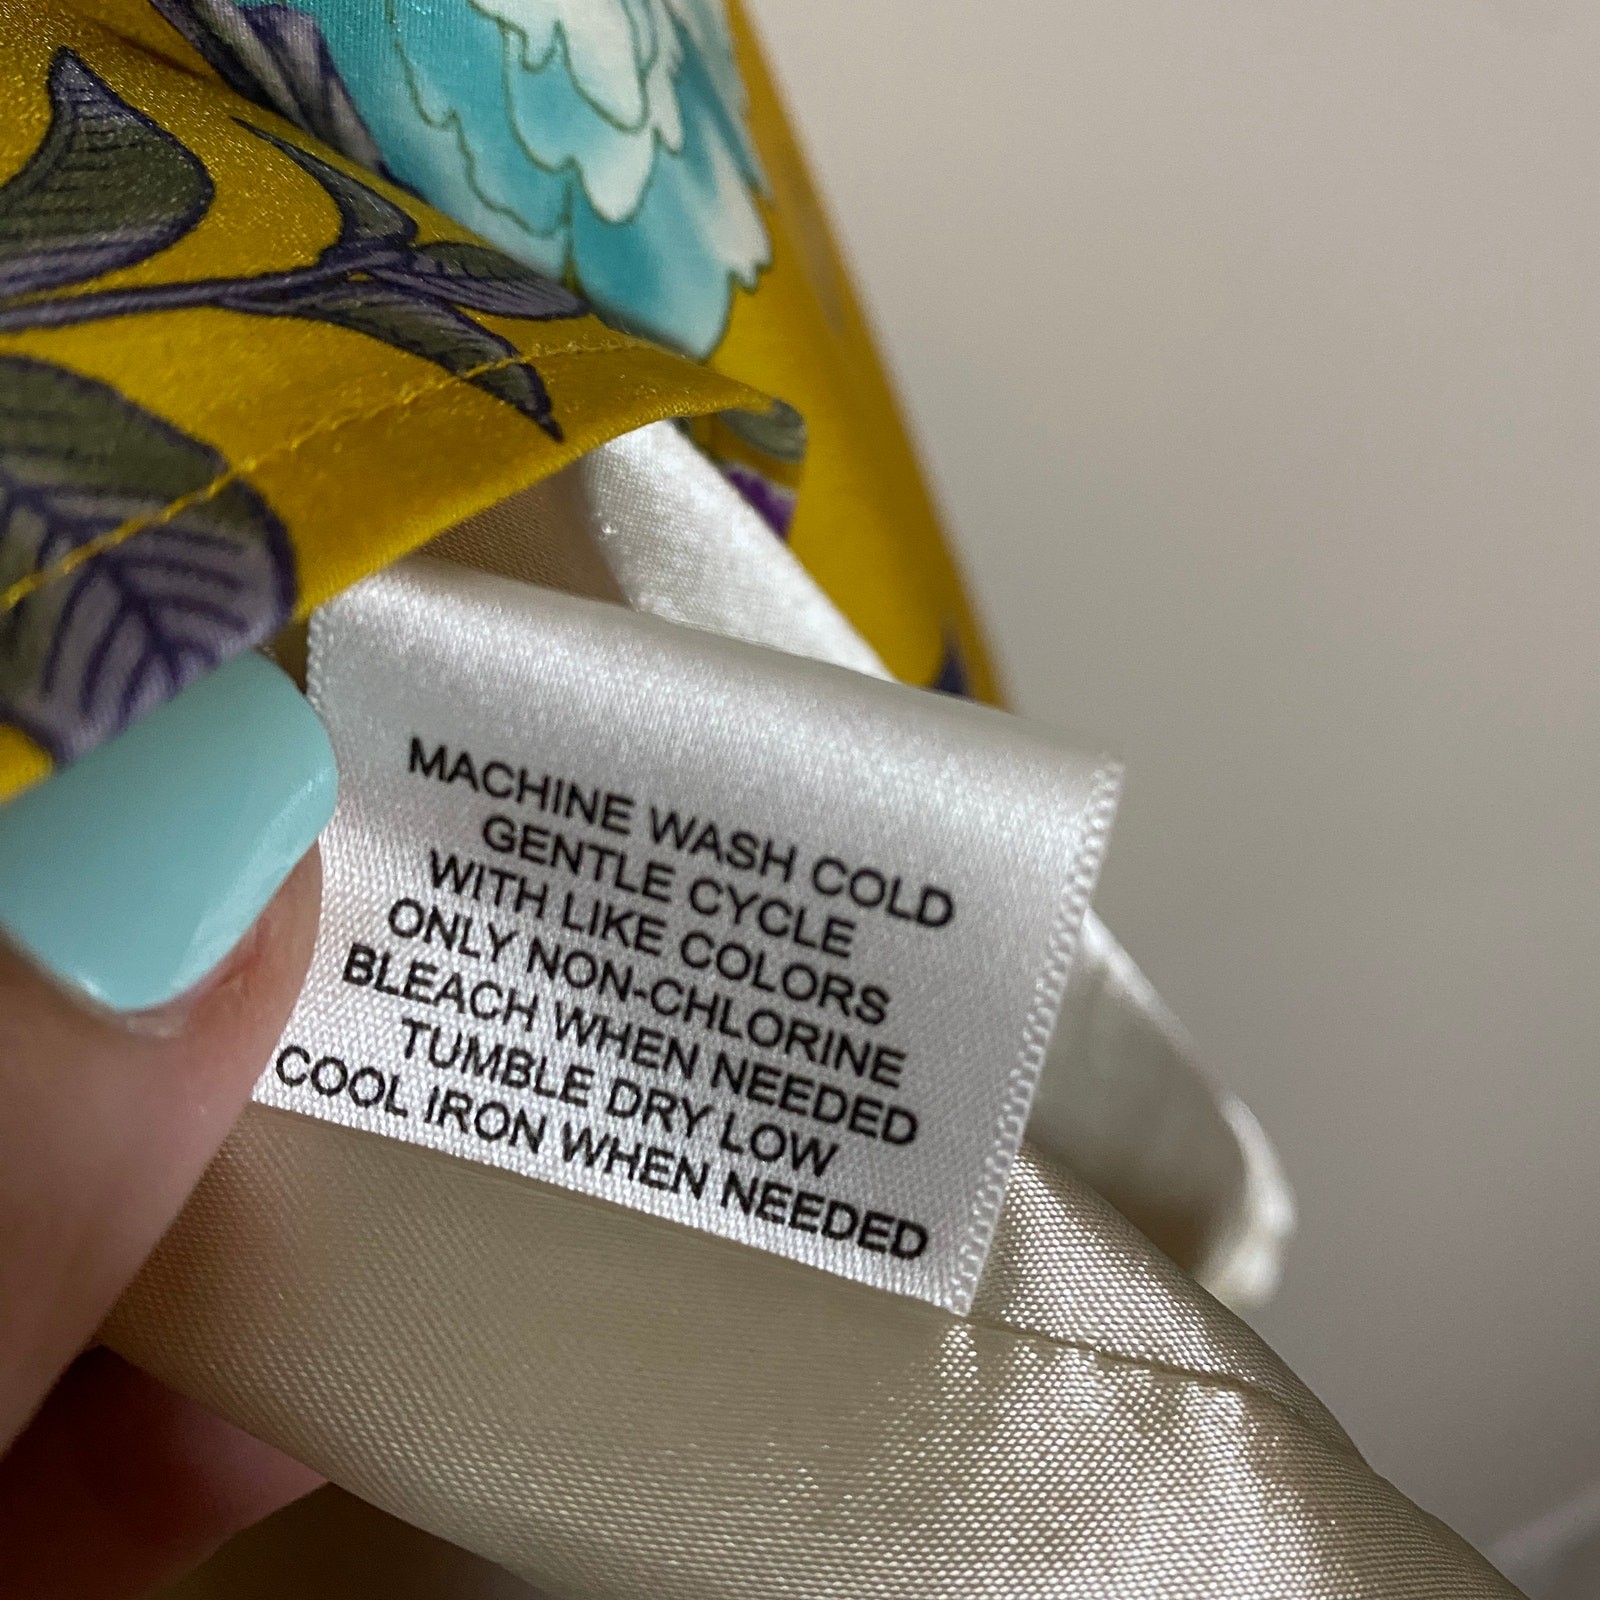 MACHINE WASH COLD
GENTLE CYCLE
WITH LIKE COLORS
ONLY NON-CHLORINE
BLEACH WHEN NEEDED
TUMBLE DRY LOW
COOL IRON WHEN NEEDED